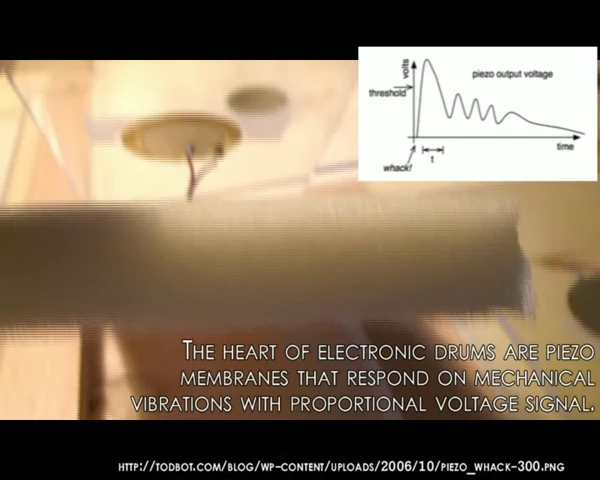 volts
piezo output voltage
threshold
time
whack!
t
THE HEART OF ELECTRONIC DRUMS ARE PIEZO
MEMBRANES THAT RESPOND ON MECHANICAL
VIBRATIONS WITH PROPORTIONAL VOLTAGE SIGNAL.
HTTP://TODBOT.COM/BLOG/WP-CONTENT/UPLOADS/2006/10/PIEZO_WHACK-300.PNG